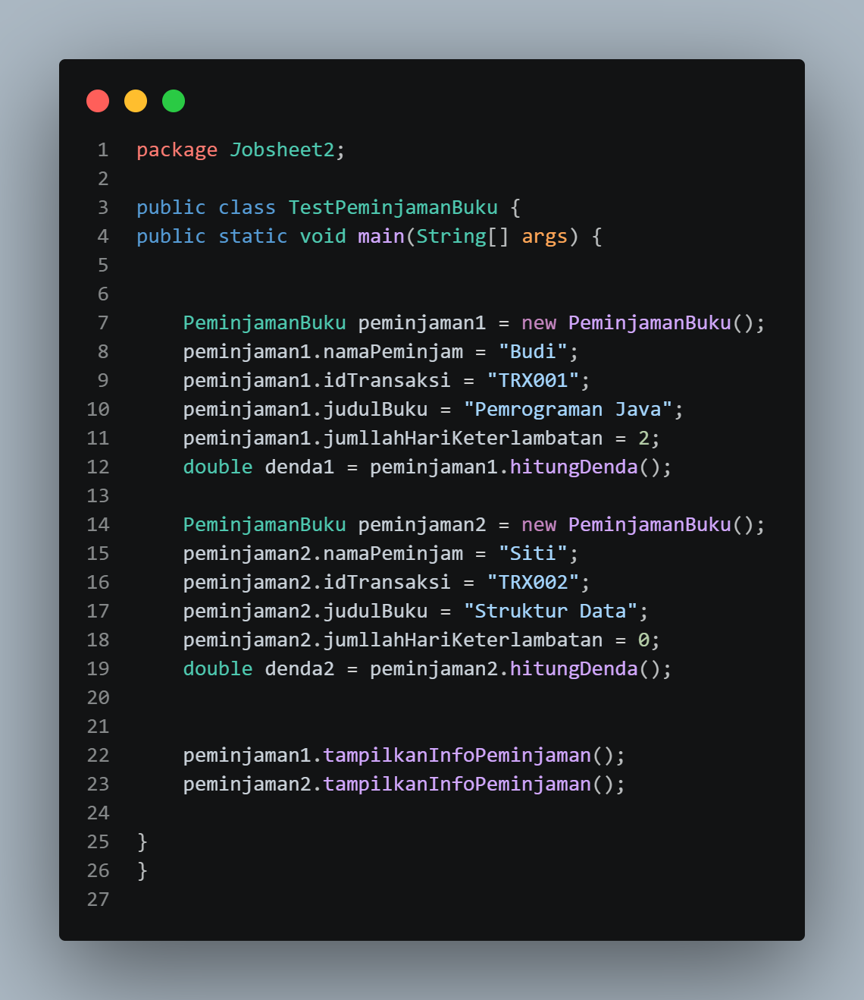 1 package Jobsheet2;
2
3 public class TestPeminjamanBuku {
4 public static void main(String[] args) {
5
6
7     PeminjamanBuku peminjaman1 = new PeminjamanBuku();
8     peminjaman1.namaPeminjam = "Budi";
9     peminjaman1.idTransaksi = "TRX001";
10     peminjaman1.judulBuku = "Pemrograman Java";
11     peminjaman1.jumllahHariKeterlambatan = 2;
12     double denda1 = peminjaman1.hitungDenda();
13
14     PeminjamanBuku peminjaman2 = new PeminjamanBuku();
15     peminjaman2.namaPeminjam = "Siti";
16     peminjaman2.idTransaksi = "TRX002";
17     peminjaman2.judulBuku = "Struktur Data";
18     peminjaman2.jumllahHariKeterlambatan = 0;
19     double denda2 = peminjaman2.hitungDenda();
20
21
22     peminjaman1.tampilkanInfoPeminjaman();
23     peminjaman2.tampilkanInfoPeminjaman();
24
25 }
26 }
27